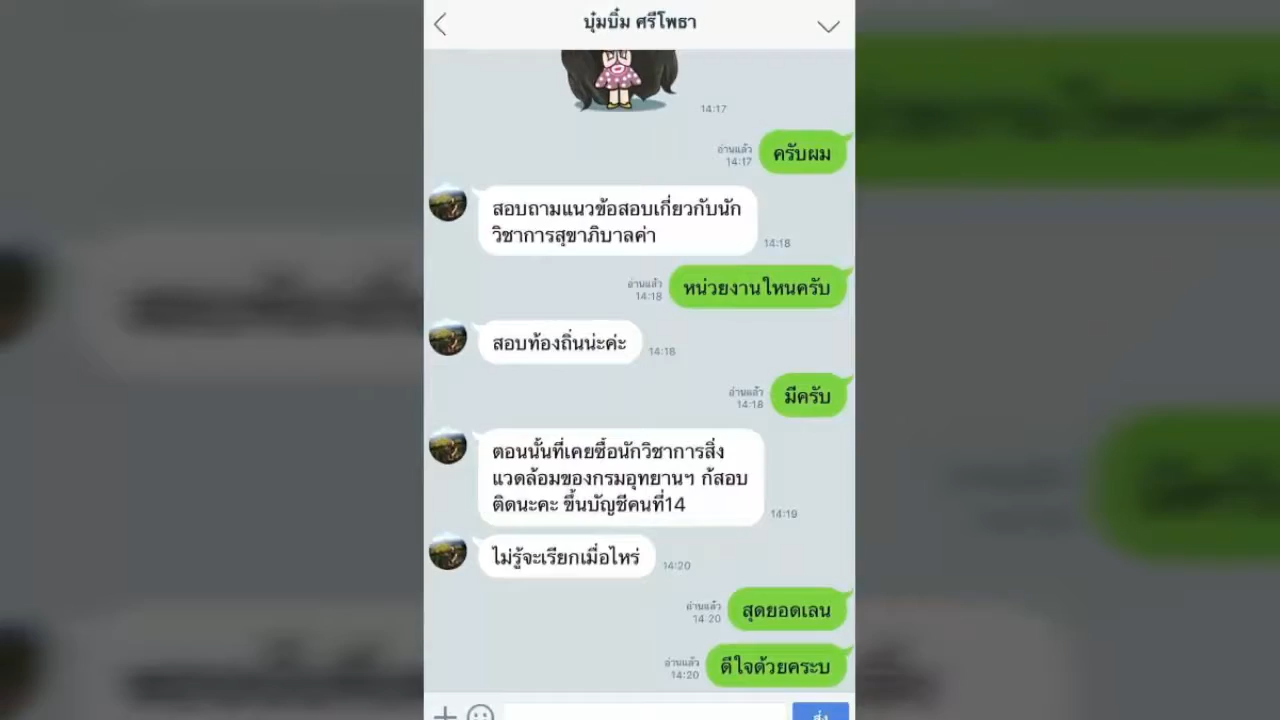 บุ๋มบิ๋ม ศรีโพธา
14:17
อ่านแล้ว
14:17
ครับผม
สอบถามแนวข้อสอบเกี่ยวกับนัก
วิชาการสุขาภิบาลค่า
14:18
อ่านแล้ว
14:18
หน่วยงานไหนครับ
สอบท้องถิ่นน่ะค่ะ
14:18
อ่านแล้ว
14:18
มีครับ
ตอนนั้นที่เคยซื้อนักวิชาการสิ่ง
แวดล้อมของกรมอุทยานฯ ก้สอบ
ติดนะคะ ขึ้นบัญชีคนที่14
14:19
ไม่รู้จะเรียกเมื่อไหร่
14:20
อ่านแล้ว
14:20
สุดยอดเลน
อ่านแล้ว
14:20
ดีใจด้วยคระบ
ส่ง